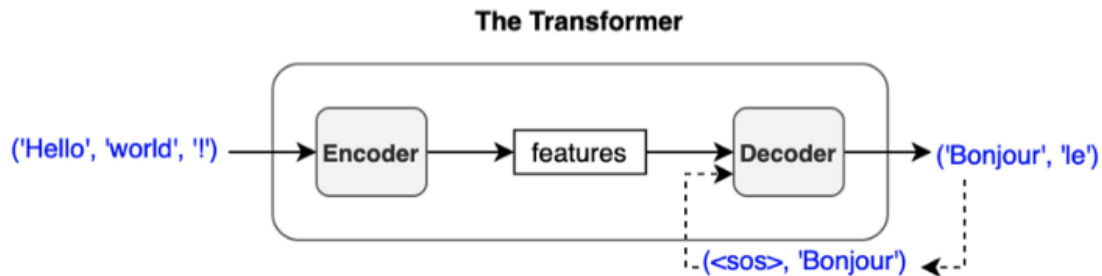 The Transformer
('Hello', 'world', '!')
Encoder
features
Decoder
('Bonjour', 'le')
(<sos>, 'Bonjour')